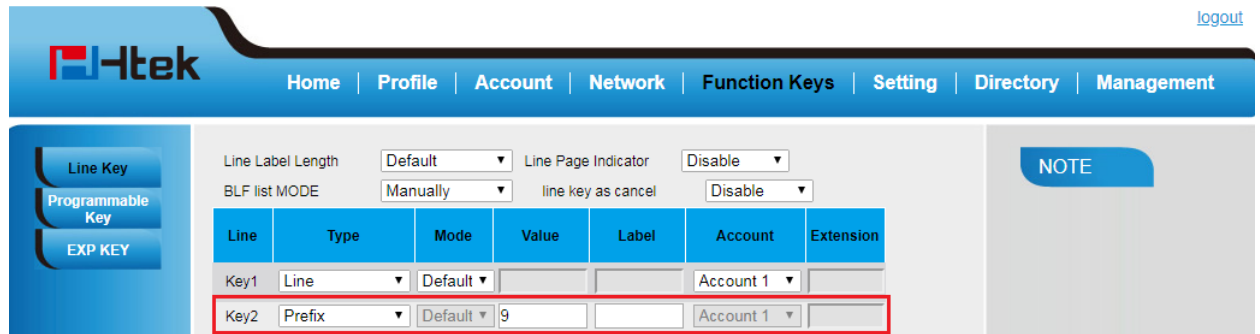 logout
Htek
Home | Profile | Account | Network | Function Keys | Setting | Directory | Management
Line Key
Programmable Key
EXP KEY
Line Label Length Default Line Page Indicator Disable
BLF list MODE Manually line key as cancel Disable
Line Type Mode Value Label Account Extension
Key1 Line Default Account 1
Key2 Prefix Default 9 Account 1
NOTE